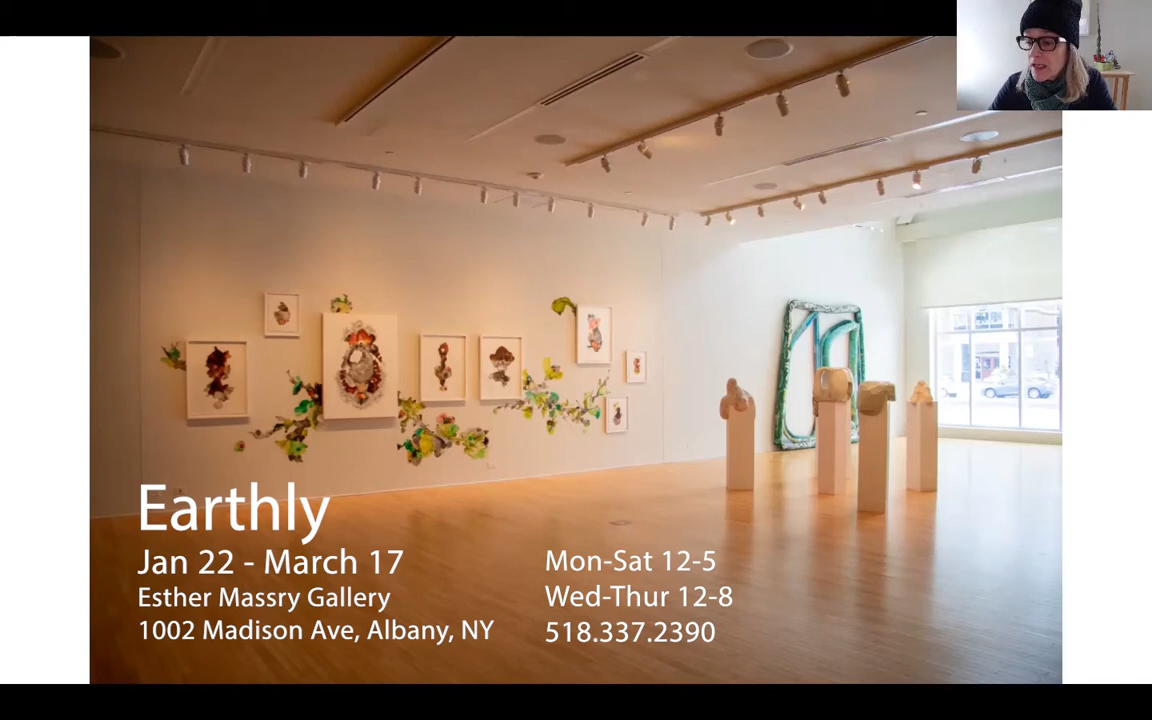 Earthly
Jan 22 - March 17
Esther Massry Gallery
1002 Madison Ave, Albany, NY
Mon-Sat 12-5
Wed-Thur 12-8
518.337.2390